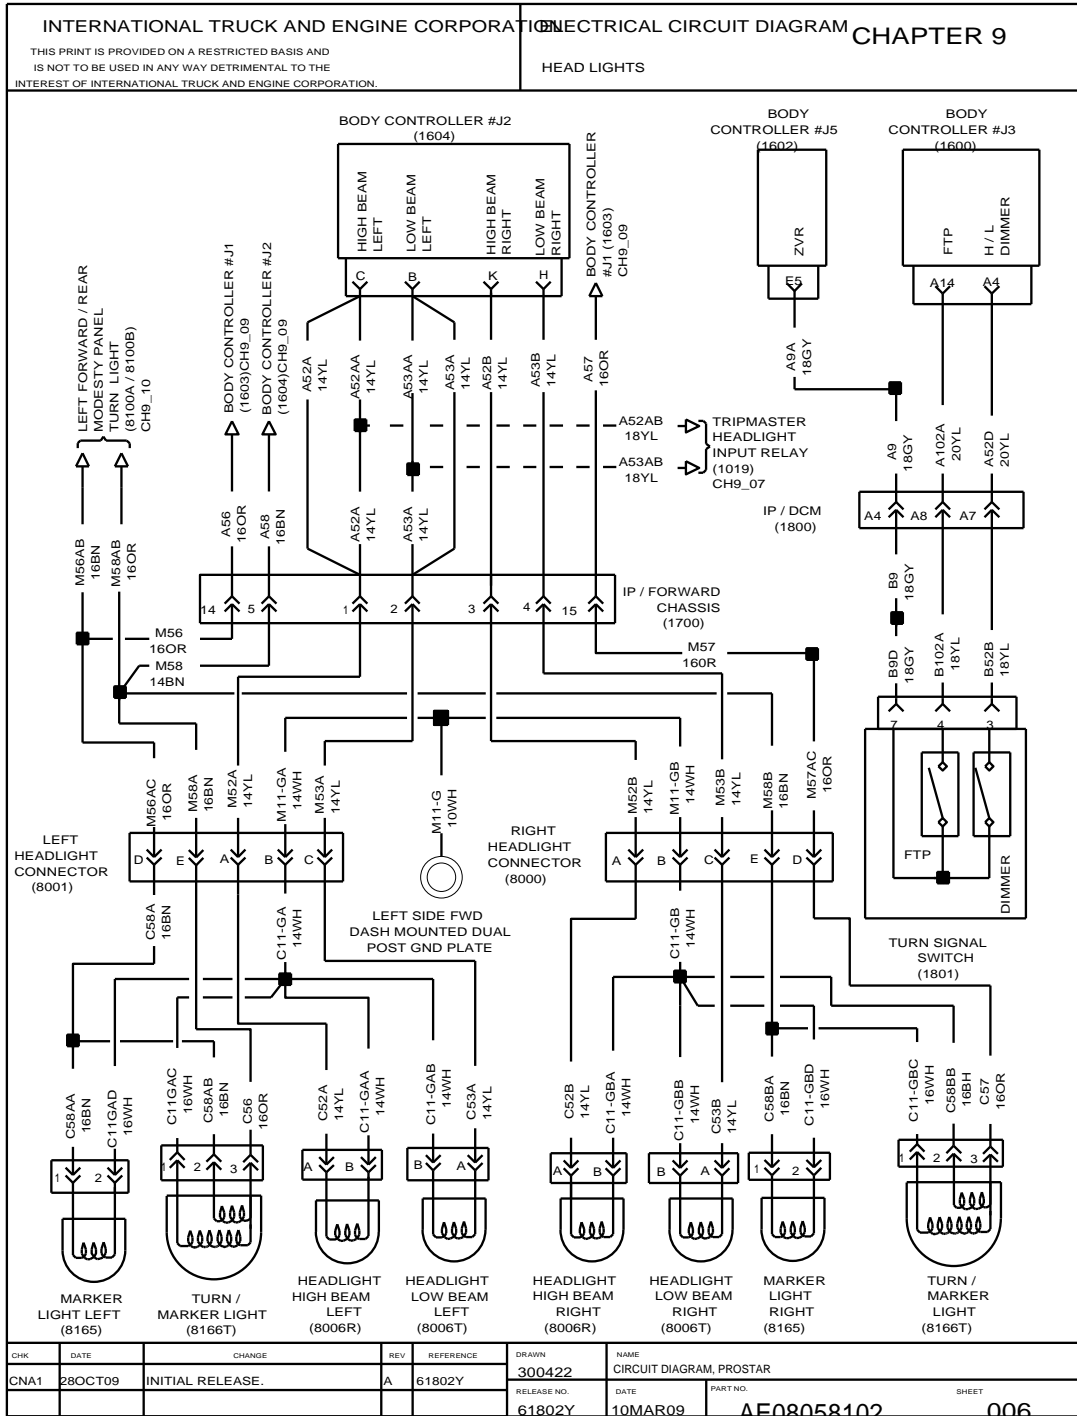 INTERNATIONAL TRUCK AND ENGINE CORPORATION
THIS PRINT IS PROVIDED ON A RESTRICTED BASIS AND
IS NOT TO BE USED IN ANY WAY DETRIMENTAL TO THE
INTEREST OF INTERNATIONAL TRUCK AND ENGINE CORPORATION.
ELECTRICAL CIRCUIT DIAGRAM
CHAPTER 9
HEAD LIGHTS
BODY CONTROLLER #J2
(1604)
HIGH BEAM
LEFT
LOW BEAM
LEFT
HIGH BEAM
RIGHT
LOW BEAM
RIGHT
C
B
K
H
BODY CONTROLLER
#J1 (1603)
CH9_09
BODY
CONTROLLER #J5
(1602)
ZVR
E5
BODY
CONTROLLER #J3
(1600)
FTP
H / L
DIMMER
A14
A4
LEFT FORWARD / REAR
MODESTY PANEL
TURN LIGHT
(8100A / 8100B)
CH9_10
BODY CONTROLLER #J1
(1603)CH9_09
BODY CONTROLLER #J2
(1604)CH9_09
A52A
14YL
A52AA
14YL
A53AA
14YL
A53A
14YL
A52B
14YL
A53B
14YL
A57
16OR
A9A
18GY
A52AB
18YL
A53AB
18YL
TRIPMASTER
HEADLIGHT
INPUT RELAY
(1019)
CH9_07
A9
18GY
A102A
20YL
A52D
20YL
M56AB
16BN
M58AB
16OR
A56
16OR
A58
16BN
A52A
14YL
A53A
14YL
IP / DCM
(1800)
A4
A8
A7
14
5
1
2
3
4
15
IP / FORWARD
CHASSIS
(1700)
B9
18GY
M56
16OR
M58
14BN
M57
160R
B9D
18GY
B102A
18YL
B52B
18YL
7
4
3
FTP
DIMMER
TURN SIGNAL
SWITCH
(1801)
M56AC
16OR
M58A
16BN
M52A
14YL
M11-GA
14WH
M53A
14YL
M11-G
10WH
M52B
14YL
M11-GB
14WH
M53B
14YL
M58B
16BN
M57AC
16OR
LEFT
HEADLIGHT
CONNECTOR
(8001)
D
E
A
B
C
RIGHT
HEADLIGHT
CONNECTOR
(8000)
A
B
C
E
D
LEFT SIDE FWD
DASH MOUNTED DUAL
POST GND PLATE
C58A
16BN
C11-GA
14WH
C11-GB
14WH
C58AA
16BN
C11GAD
16WH
C11GAC
16WH
C58AB
16BN
C56
16OR
C52A
14YL
C11-GAA
14WH
C11-GAB
14WH
C53A
14YL
C52B
14YL
C11-GBA
14WH
C11-GBB
14WH
C53B
14YL
C58BA
16BN
C11-GBD
16WH
C11-GBC
16WH
C58BB
16BH
C57
16OR
1
2
1
2
3
A
B
B
A
A
B
B
A
1
2
1
2
3
MARKER
LIGHT LEFT
(8165)
TURN /
MARKER LIGHT
(8166T)
HEADLIGHT
HIGH BEAM
LEFT
(8006R)
HEADLIGHT
LOW BEAM
LEFT
(8006T)
HEADLIGHT
HIGH BEAM
RIGHT
(8006R)
HEADLIGHT
LOW BEAM
RIGHT
(8006T)
MARKER
LIGHT
RIGHT
(8165)
TURN /
MARKER
LIGHT
(8166T)
CHK DATE CHANGE REV REFERENCE
CNA1 28OCT09 INITIAL RELEASE. A 61802Y
DRAWN
300422
NAME
CIRCUIT DIAGRAM, PROSTAR
RELEASE NO.
61802Y
DATE
10MAR09
PART NO.
AE08058102
SHEET
006